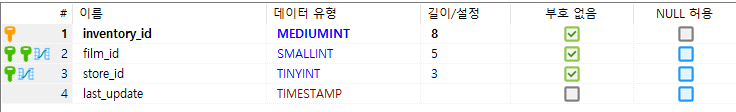 # 이름 데이터 유형 길이/설정 부호 없음 NULL 허용
1 inventory_id MEDIUMINT 8
2 film_id SMALLINT 5
3 store_id TINYINT 3
4 last_update TIMESTAMP